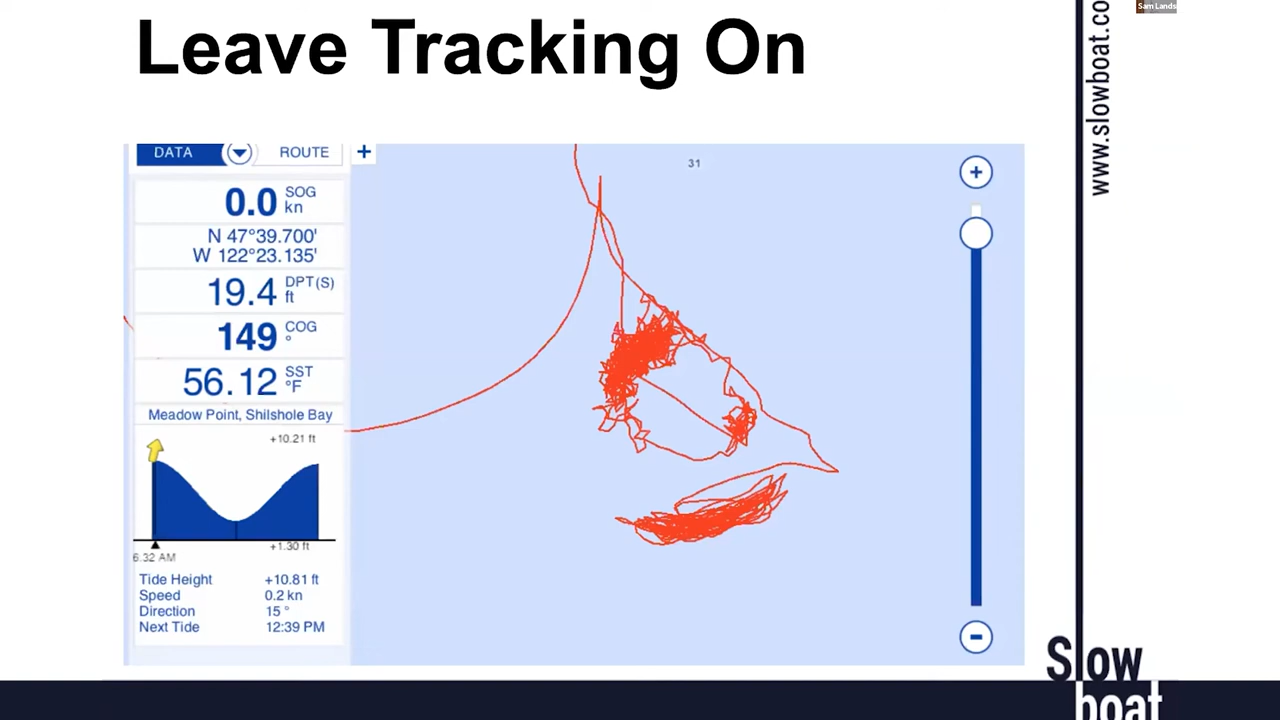 Leave Tracking On
Sam Lands
www.slowboat.co
DATA
ROUTE
+
31
+
0.0 SOG kn
N 47°39.700'
W 122°23.135'
19.4 DPT(S) ft
149 COG °
56.12 SST °F
Meadow Point, Shilshole Bay
+10.21 ft
+1.30 ft
6:32 AM
Tide Height +10.81 ft
Speed 0.2 kn
Direction 15 °
Next Tide 12:39 PM
Slow
boat